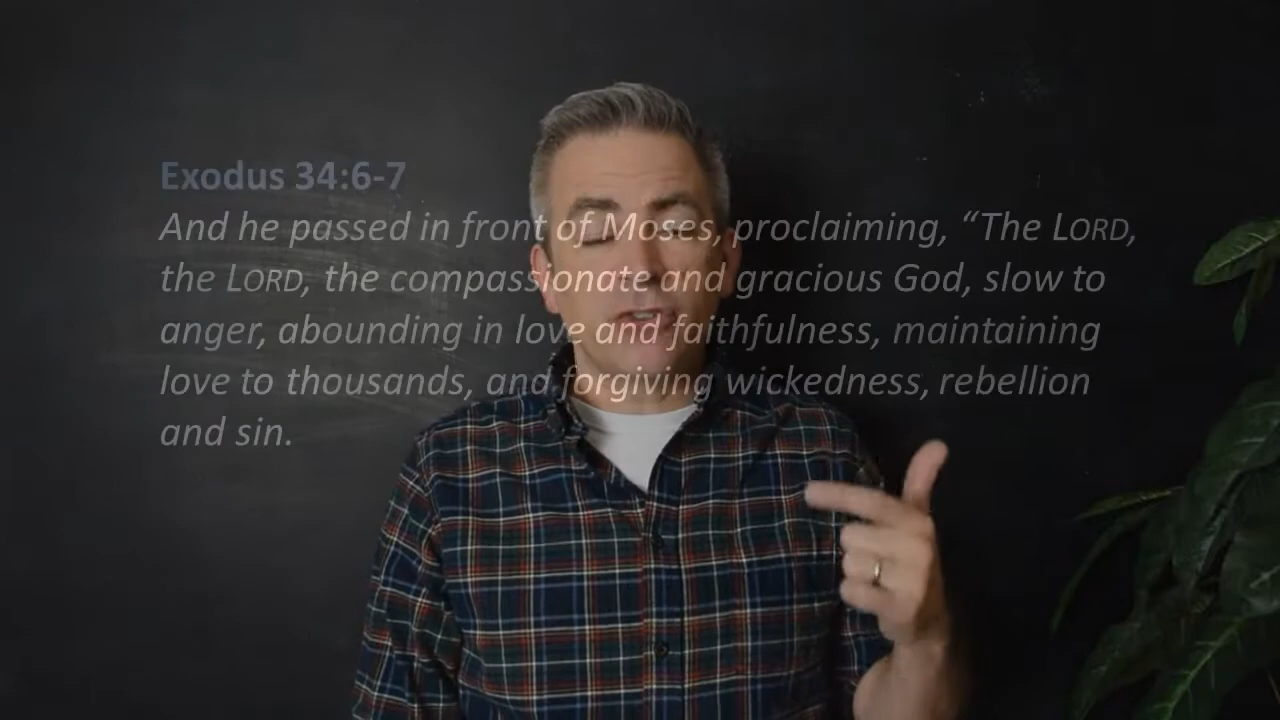 Exodus 34:6-7
And he passed in front of Moses, proclaiming, “The LORD,
the LORD, the compassionate and gracious God, slow to
anger, abounding in love and faithfulness, maintaining
love to thousands, and forgiving wickedness, rebellion
and sin.